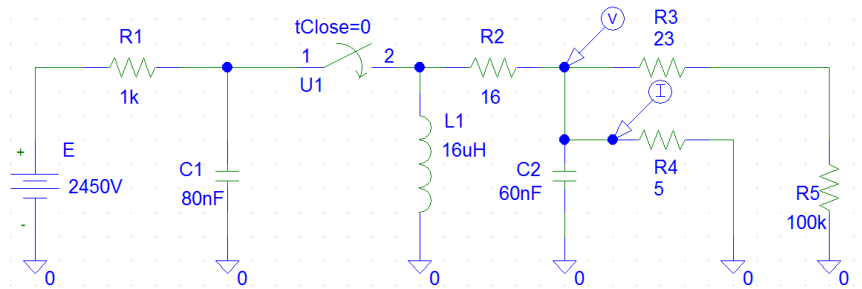 tClose=0
V
R1
1k
1 2
U1
R2
16
R3
23
I
+
E
2450V
-
C1
80nF
L1
16uH
C2
60nF
R4
5
R5
100k
0
0
0
0
0
0